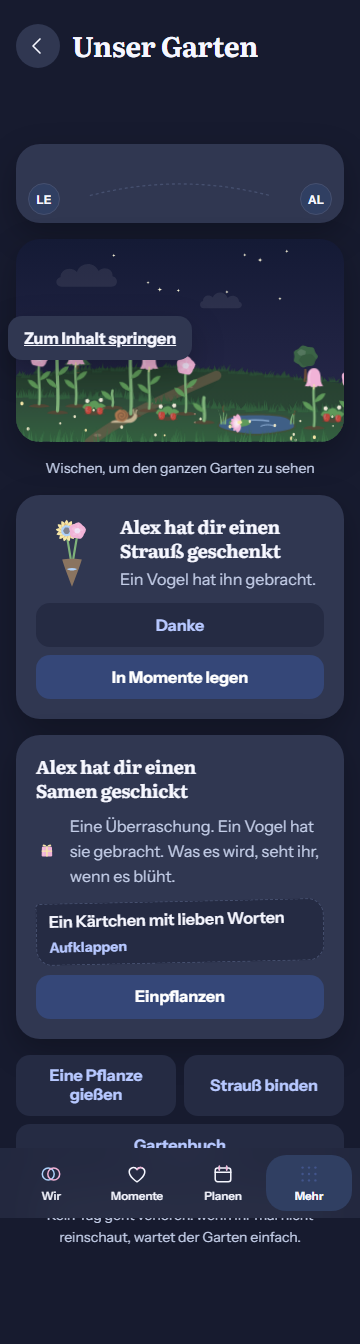 Unser Garten
LE
AL
Zum Inhalt springen
Wischen, um den ganzen Garten zu sehen
Alex hat dir einen
Strauß geschenkt
Ein Vogel hat ihn gebracht.
Danke
In Momente legen
Alex hat dir einen
Samen geschickt
Eine Überraschung. Ein Vogel hat
sie gebracht. Was es wird, seht ihr,
wenn es blüht.
Ein Kärtchen mit lieben Worten
Aufklappen
Einpflanzen
Eine Pflanze
gießen
Strauß binden
Gartenbuch
Wir
Momente
Planen
Mehr
reinschaut, wartet der Garten einfach.